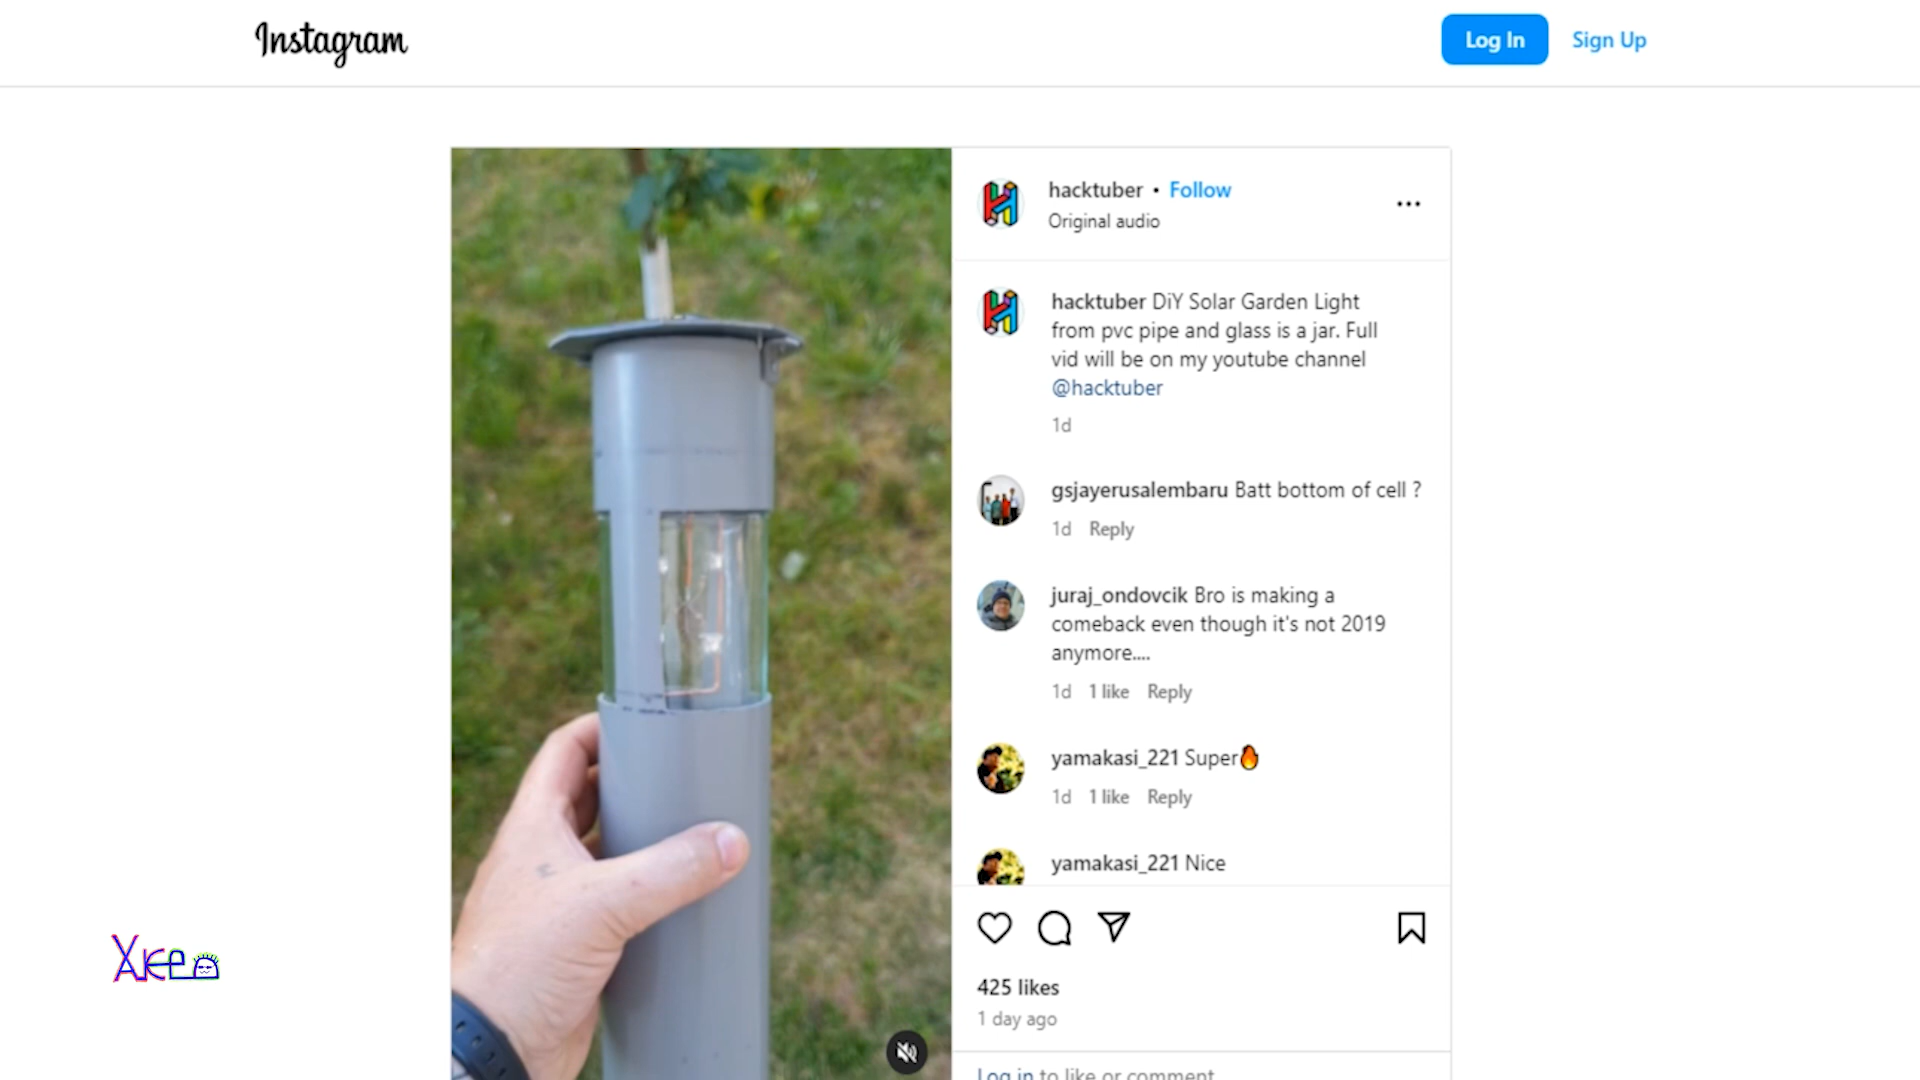 Instagram
Log In
Sign Up
hacktuber • Follow
Original audio
hacktuber DiY Solar Garden Light
from pvc pipe and glass is a jar. Full
vid will be on my youtube channel
@hacktuber
1d
gsjayerusalembaru Batt bottom of cell ?
1d Reply
juraj_ondovcik Bro is making a
comeback even though it's not 2019
anymore....
1d 1 like Reply
yamakasi_221 Super🔥
1d 1 like Reply
yamakasi_221 Nice
425 likes
1 day ago
Log in to like or comment